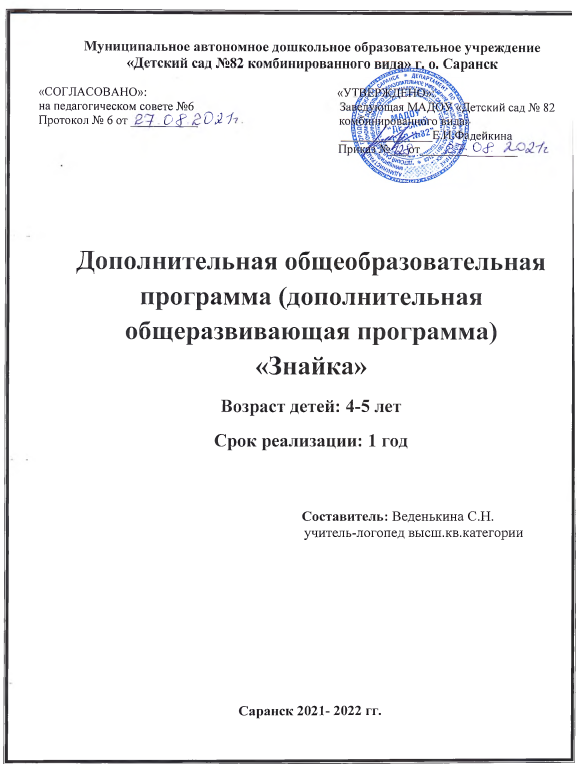 Муниципальное автономное дошкольное образовательное учреждение
«Детский сад №82 комбинированного вида» г. о. Саранск
«СОГЛАСОВАНО»:
на педагогическом совете №6
Протокол № 6 от 27.08.2021г.
«УТВЕРЖДЕНО»:
Заведующая МАДОУ «Детский сад № 82
комбинированного вида»
Е.И.Фадейкина
Приказ № от 27.08.2021г
МАДОУ
№82"
Дополнительная общеобразовательная
программа (дополнительная
общеразвивающая программа)
«Знайка»
Возраст детей: 4-5 лет
Срок реализации: 1 год
Составитель: Веденькина С.Н.
учитель-логопед высш.кв.категории
Саранск 2021- 2022 гг.